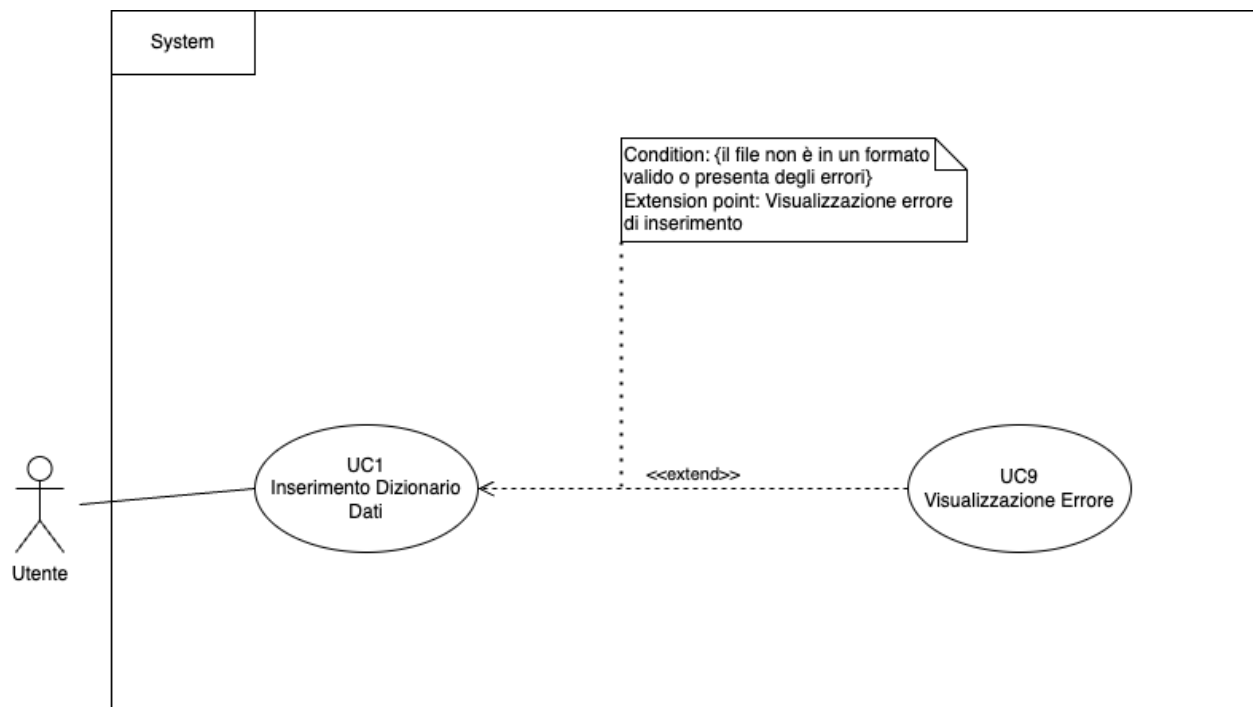 System
Condition: {il file non è in un formato
valido o presenta degli errori}
Extension point: Visualizzazione errore
di inserimento
UC1
Inserimento Dizionario
Dati
<<extend>>
UC9
Visualizzazione Errore
Utente